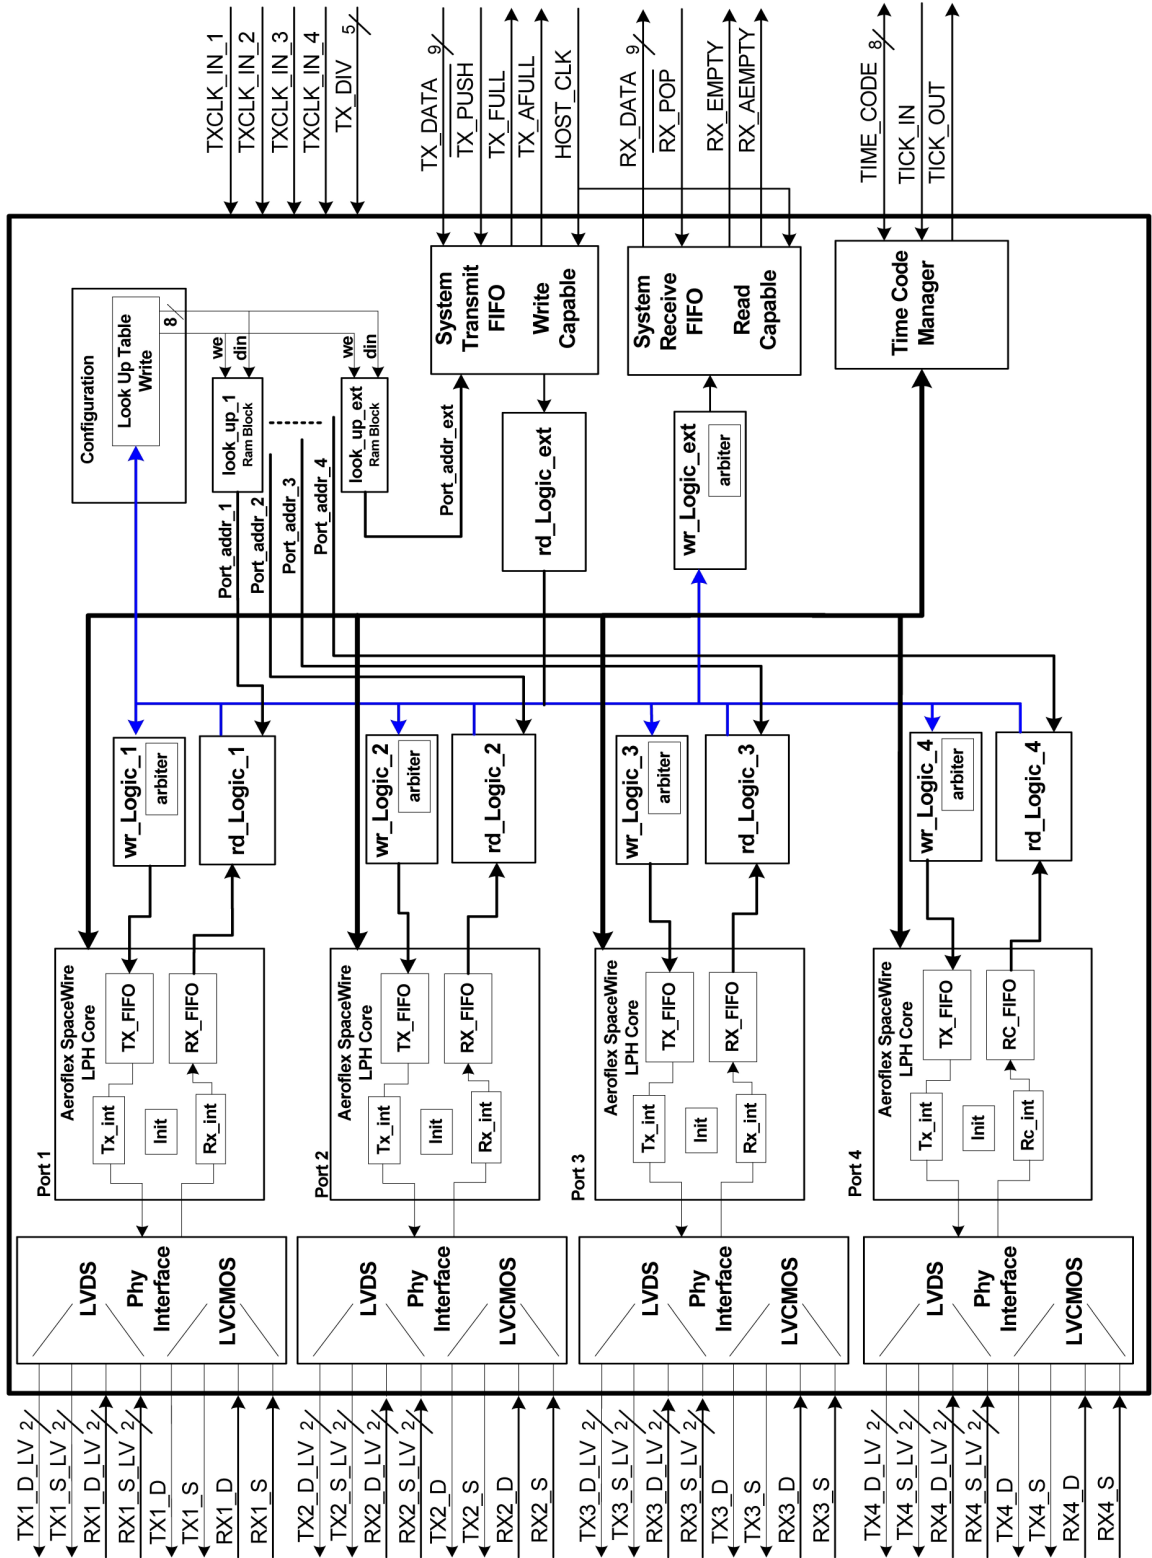 TXCLK_IN_1
TXCLK_IN_2
TXCLK_IN_3
TXCLK_IN_4
TX_DIV
5
TX_DATA
9
TX_PUSH
TX_FULL
TX_AFULL
HOST_CLK
RX_DATA
9
RX_POP
RX_EMPTY
RX_AEMPTY
TIME_CODE
8
TICK_IN
TICK_OUT
Configuration
Look Up Table
Write
8
we
din
we
din
look_up_1
Ram Block
look_up_ext
Ram Block
System
Transmit
FIFO
Write
Capable
System
Receive
FIFO
Read
Capable
Time Code
Manager
Port_addr_1
Port_addr_2
Port_addr_3
Port_addr_4
Port_addr_ext
rd_Logic_ext
wr_Logic_ext
arbiter
wr_Logic_1
arbiter
rd_Logic_1
wr_Logic_2
arbiter
rd_Logic_2
wr_Logic_3
arbiter
rd_Logic_3
wr_Logic_4
arbiter
rd_Logic_4
Port 1
Aeroflex SpaceWire
LPH Core
TX_FIFO
RX_FIFO
Tx_int
Init
Rx_int
Port 2
Aeroflex SpaceWire
LPH Core
TX_FIFO
RX_FIFO
Tx_int
Init
Rx_int
Port 3
Aeroflex SpaceWire
LPH Core
TX_FIFO
RX_FIFO
Tx_int
Init
Rx_int
Port 4
Aeroflex SpaceWire
LPH Core
TX_FIFO
RC_FIFO
Tx_int
Init
Rc_int
LVDS
Phy
Interface
LVCMOS
LVDS
Phy
Interface
LVCMOS
LVDS
Phy
Interface
LVCMOS
LVDS
Phy
Interface
LVCMOS
TX1_D_LV 2
TX1_S_LV 2
RX1_D_LV 2
RX1_S_LV 2
TX1_D
TX1_S
RX1_D
RX1_S
TX2_D_LV 2
TX2_S_LV 2
RX2_D_LV 2
RX2_S_LV 2
TX2_D
TX2_S
RX2_D
RX2_S
TX3_D_LV 2
TX3_S_LV 2
RX3_D_LV 2
RX3_S_LV 2
TX3_D
TX3_S
RX3_D
RX3_S
TX4_D_LV 2
TX4_S_LV 2
RX4_D_LV 2
RX4_S_LV 2
TX4_D
TX4_S
RX4_D
RX4_S